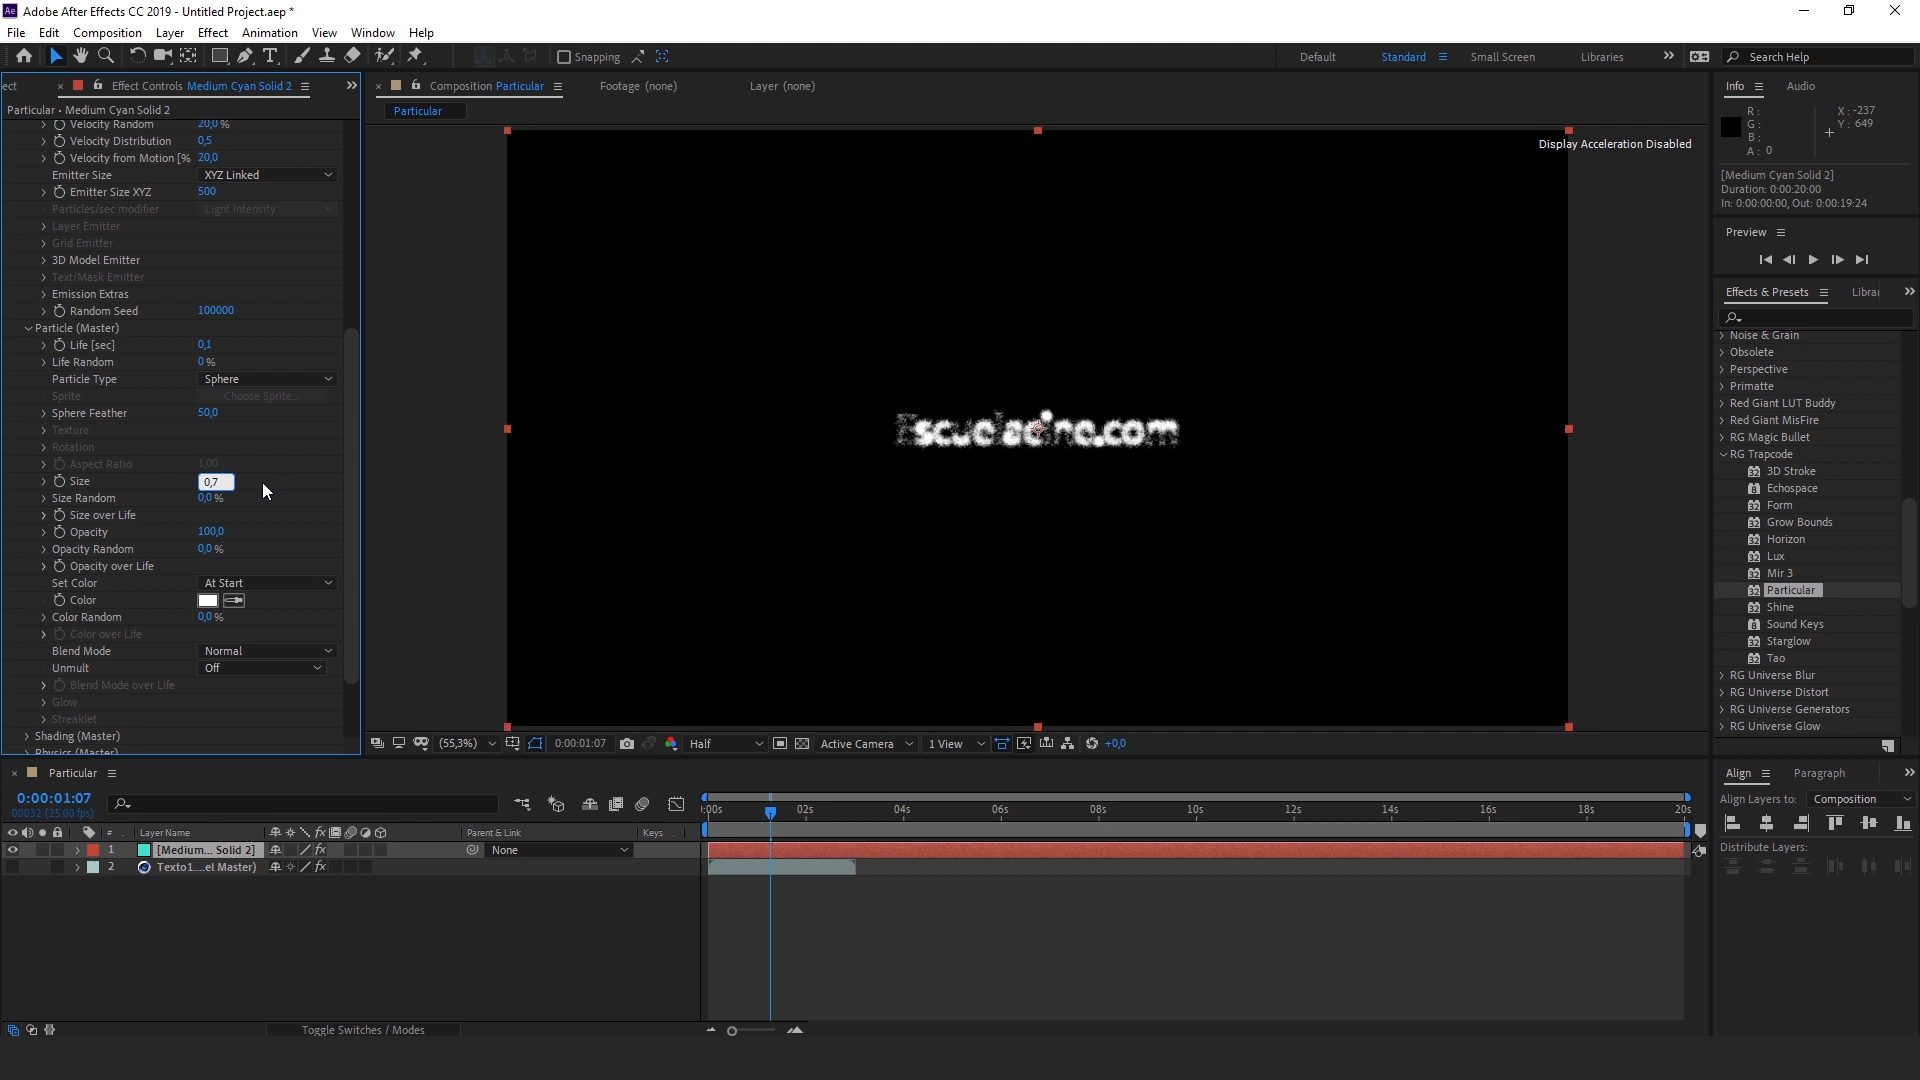 Ae Adobe After Effects CC 2019 - Untitled Project.aep *
File Edit Composition Layer Effect Animation View Window Help
Snapping Default Standard Small Screen Libraries Search Help
ect Effect Controls Medium Cyan Solid 2
Particular • Medium Cyan Solid 2
Velocity Random 20,0 %
Velocity Distribution 0,5
Velocity from Motion [% 20,0
Emitter Size XYZ Linked
Emitter Size XYZ 500
Particles/sec modifier Light Intensity
Layer Emitter
Grid Emitter
3D Model Emitter
Text/Mask Emitter
Emission Extras
Random Seed 100000
Particle (Master)
Life [sec] 0,1
Life Random 0 %
Particle Type Sphere
Sprite Choose Sprite...
Sphere Feather 50,0
Texture
Rotation
Aspect Ratio 1,00
Size 0,7
Size Random 0,0 %
Size over Life
Opacity 100,0
Opacity Random 0,0 %
Opacity over Life
Set Color At Start
Color
Color Random 0,0 %
Color over Life
Blend Mode Normal
Unmult Off
Blend Mode over Life
Glow
Streaklet
Shading (Master)
Physics (Master)
Composition Particular Footage (none) Layer (none)
Particular
Display Acceleration Disabled
Escuelacine.com
(55,3%) 0:00:01:07 Half Active Camera 1 View +0,0
Info Audio
R: X: -237
G: Y: 649
B:
A: 0
[Medium Cyan Solid 2]
Duration: 0:00:20:00
In: 0:00:00:00, Out: 0:00:19:24
Preview
Effects & Presets Librar
Noise & Grain
Obsolete
Perspective
Primatte
Red Giant LUT Buddy
Red Giant MisFire
RG Magic Bullet
RG Trapcode
3D Stroke
Echospace
Form
Grow Bounds
Horizon
Lux
Mir 3
Particular
Shine
Sound Keys
Starglow
Tao
RG Universe Blur
RG Universe Distort
RG Universe Generators
RG Universe Glow
Align Paragraph
Align Layers to: Composition
Distribute Layers:
Particular
0:00:01:07
00032 (25.00 fps)
# Layer Name Parent & Link Keys
1 [Medium... Solid 2] None
2 Texto1....el Master)
:00s 02s 04s 06s 08s 10s 12s 14s 16s 18s 20s
Toggle Switches / Modes